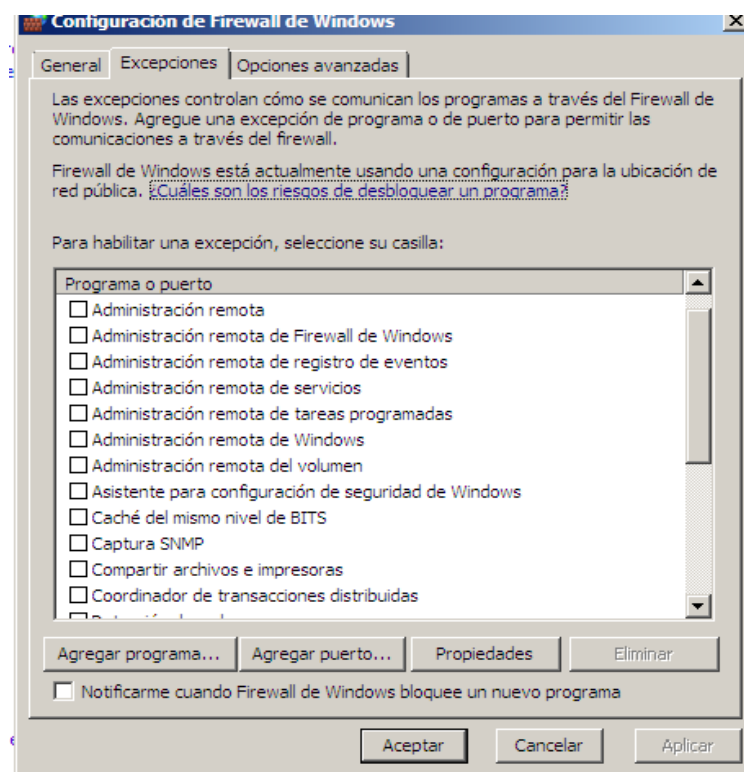 Configuración de Firewall de Windows
General Excepciones Opciones avanzadas
Las excepciones controlan cómo se comunican los programas a través del Firewall de
Windows. Agregue una excepción de programa o de puerto para permitir las
comunicaciones a través del firewall.
Firewall de Windows está actualmente usando una configuración para la ubicación de
red pública. ¿Cuáles son los riesgos de desbloquear un programa?
Para habilitar una excepción, seleccione su casilla:
Programa o puerto
Administración remota
Administración remota de Firewall de Windows
Administración remota de registro de eventos
Administración remota de servicios
Administración remota de tareas programadas
Administración remota de Windows
Administración remota del volumen
Asistente para configuración de seguridad de Windows
Caché del mismo nivel de BITS
Captura SNMP
Compartir archivos e impresoras
Coordinador de transacciones distribuidas
Agregar programa... Agregar puerto... Propiedades Eliminar
Notificarme cuando Firewall de Windows bloquee un nuevo programa
Aceptar Cancelar Aplicar